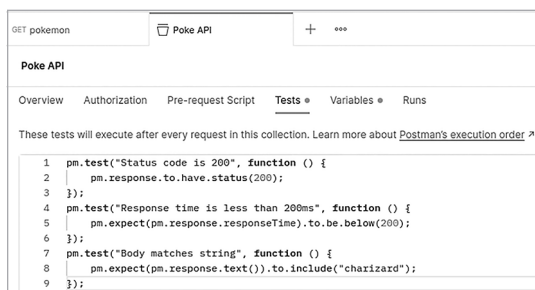 GET pokemon
Poke API
Poke API
Overview Authorization Pre-request Script Tests Variables Runs
These tests will execute after every request in this collection. Learn more about Postman's execution order ↗
1 pm.test("Status code is 200", function () {
2 pm.response.to.have.status(200);
3 });
4 pm.test("Response time is less than 200ms", function () {
5 pm.expect(pm.response.responseTime).to.be.below(200);
6 });
7 pm.test("Body matches string", function () {
8 pm.expect(pm.response.text()).to.include("charizard");
9 });